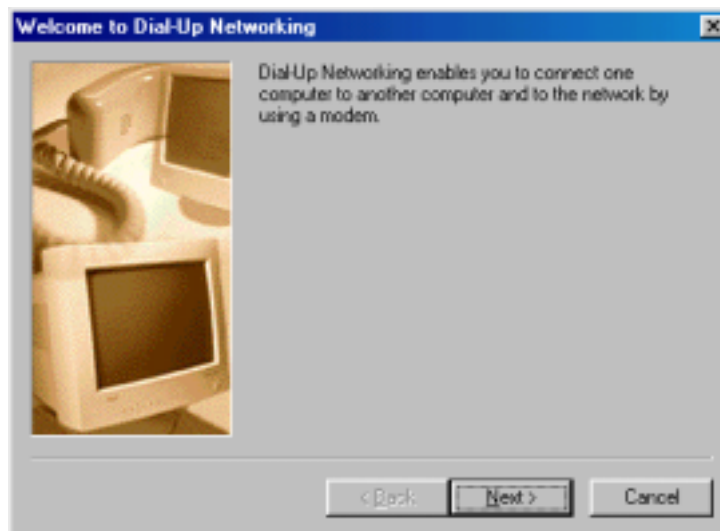 Welcome to Dial-Up Networking
Dial-Up Networking enables you to connect one
computer to another computer and to the network by
using a modem.
< Back
Next >
Cancel